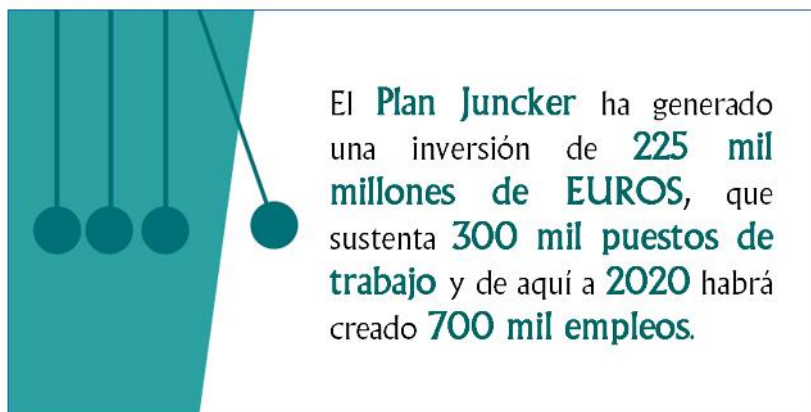 El Plan Juncker ha generado
una inversión de 225 mil
millones de EUROS, que
sustenta 300 mil puestos de
trabajo y de aquí a 2020 habrá
creado 700 mil empleos.